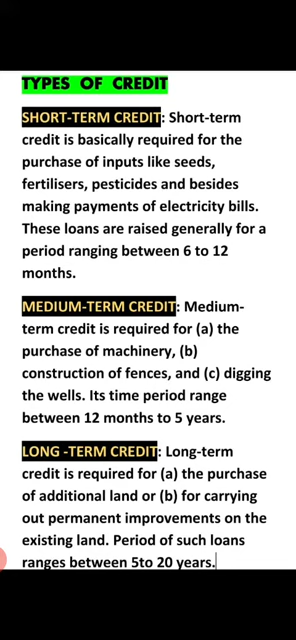 TYPES OF CREDIT
SHORT-TERM CREDIT: Short-term
credit is basically required for the
purchase of inputs like seeds,
fertilisers, pesticides and besides
making payments of electricity bills.
These loans are raised generally for a
period ranging between 6 to 12
months.
MEDIUM-TERM CREDIT: Medium-
term credit is required for (a) the
purchase of machinery, (b)
construction of fences, and (c) digging
the wells. Its time period range
between 12 months to 5 years.
LONG -TERM CREDIT: Long-term
credit is required for (a) the purchase
of additional land or (b) for carrying
out permanent improvements on the
existing land. Period of such loans
ranges between 5to 20 years.